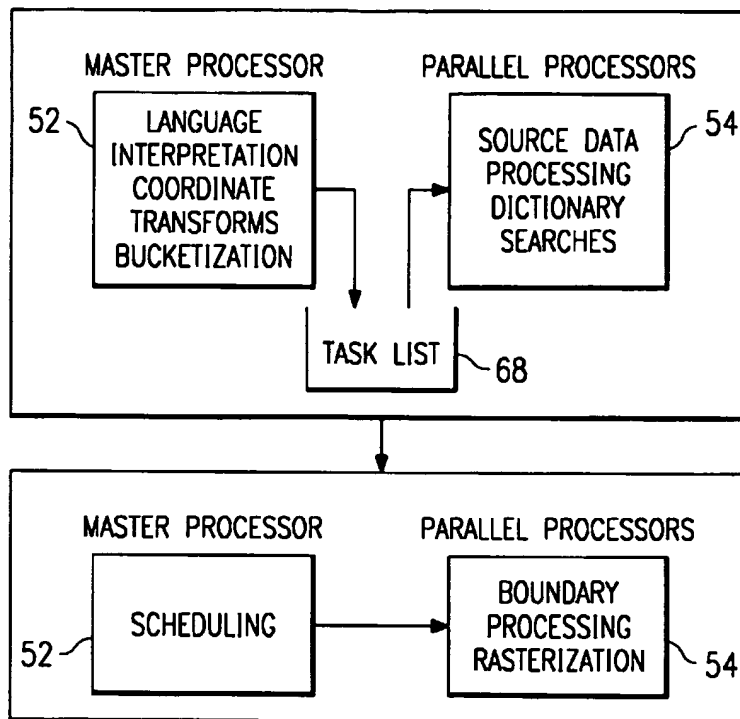 MASTER PROCESSOR
PARALLEL PROCESSORS
52
LANGUAGE
INTERPRETATION
COORDINATE
TRANSFORMS
BUCKETIZATION
SOURCE DATA
PROCESSING
DICTIONARY
SEARCHES
54
TASK LIST
68
MASTER PROCESSOR
PARALLEL PROCESSORS
52
SCHEDULING
BOUNDARY
PROCESSING
RASTERIZATION
54